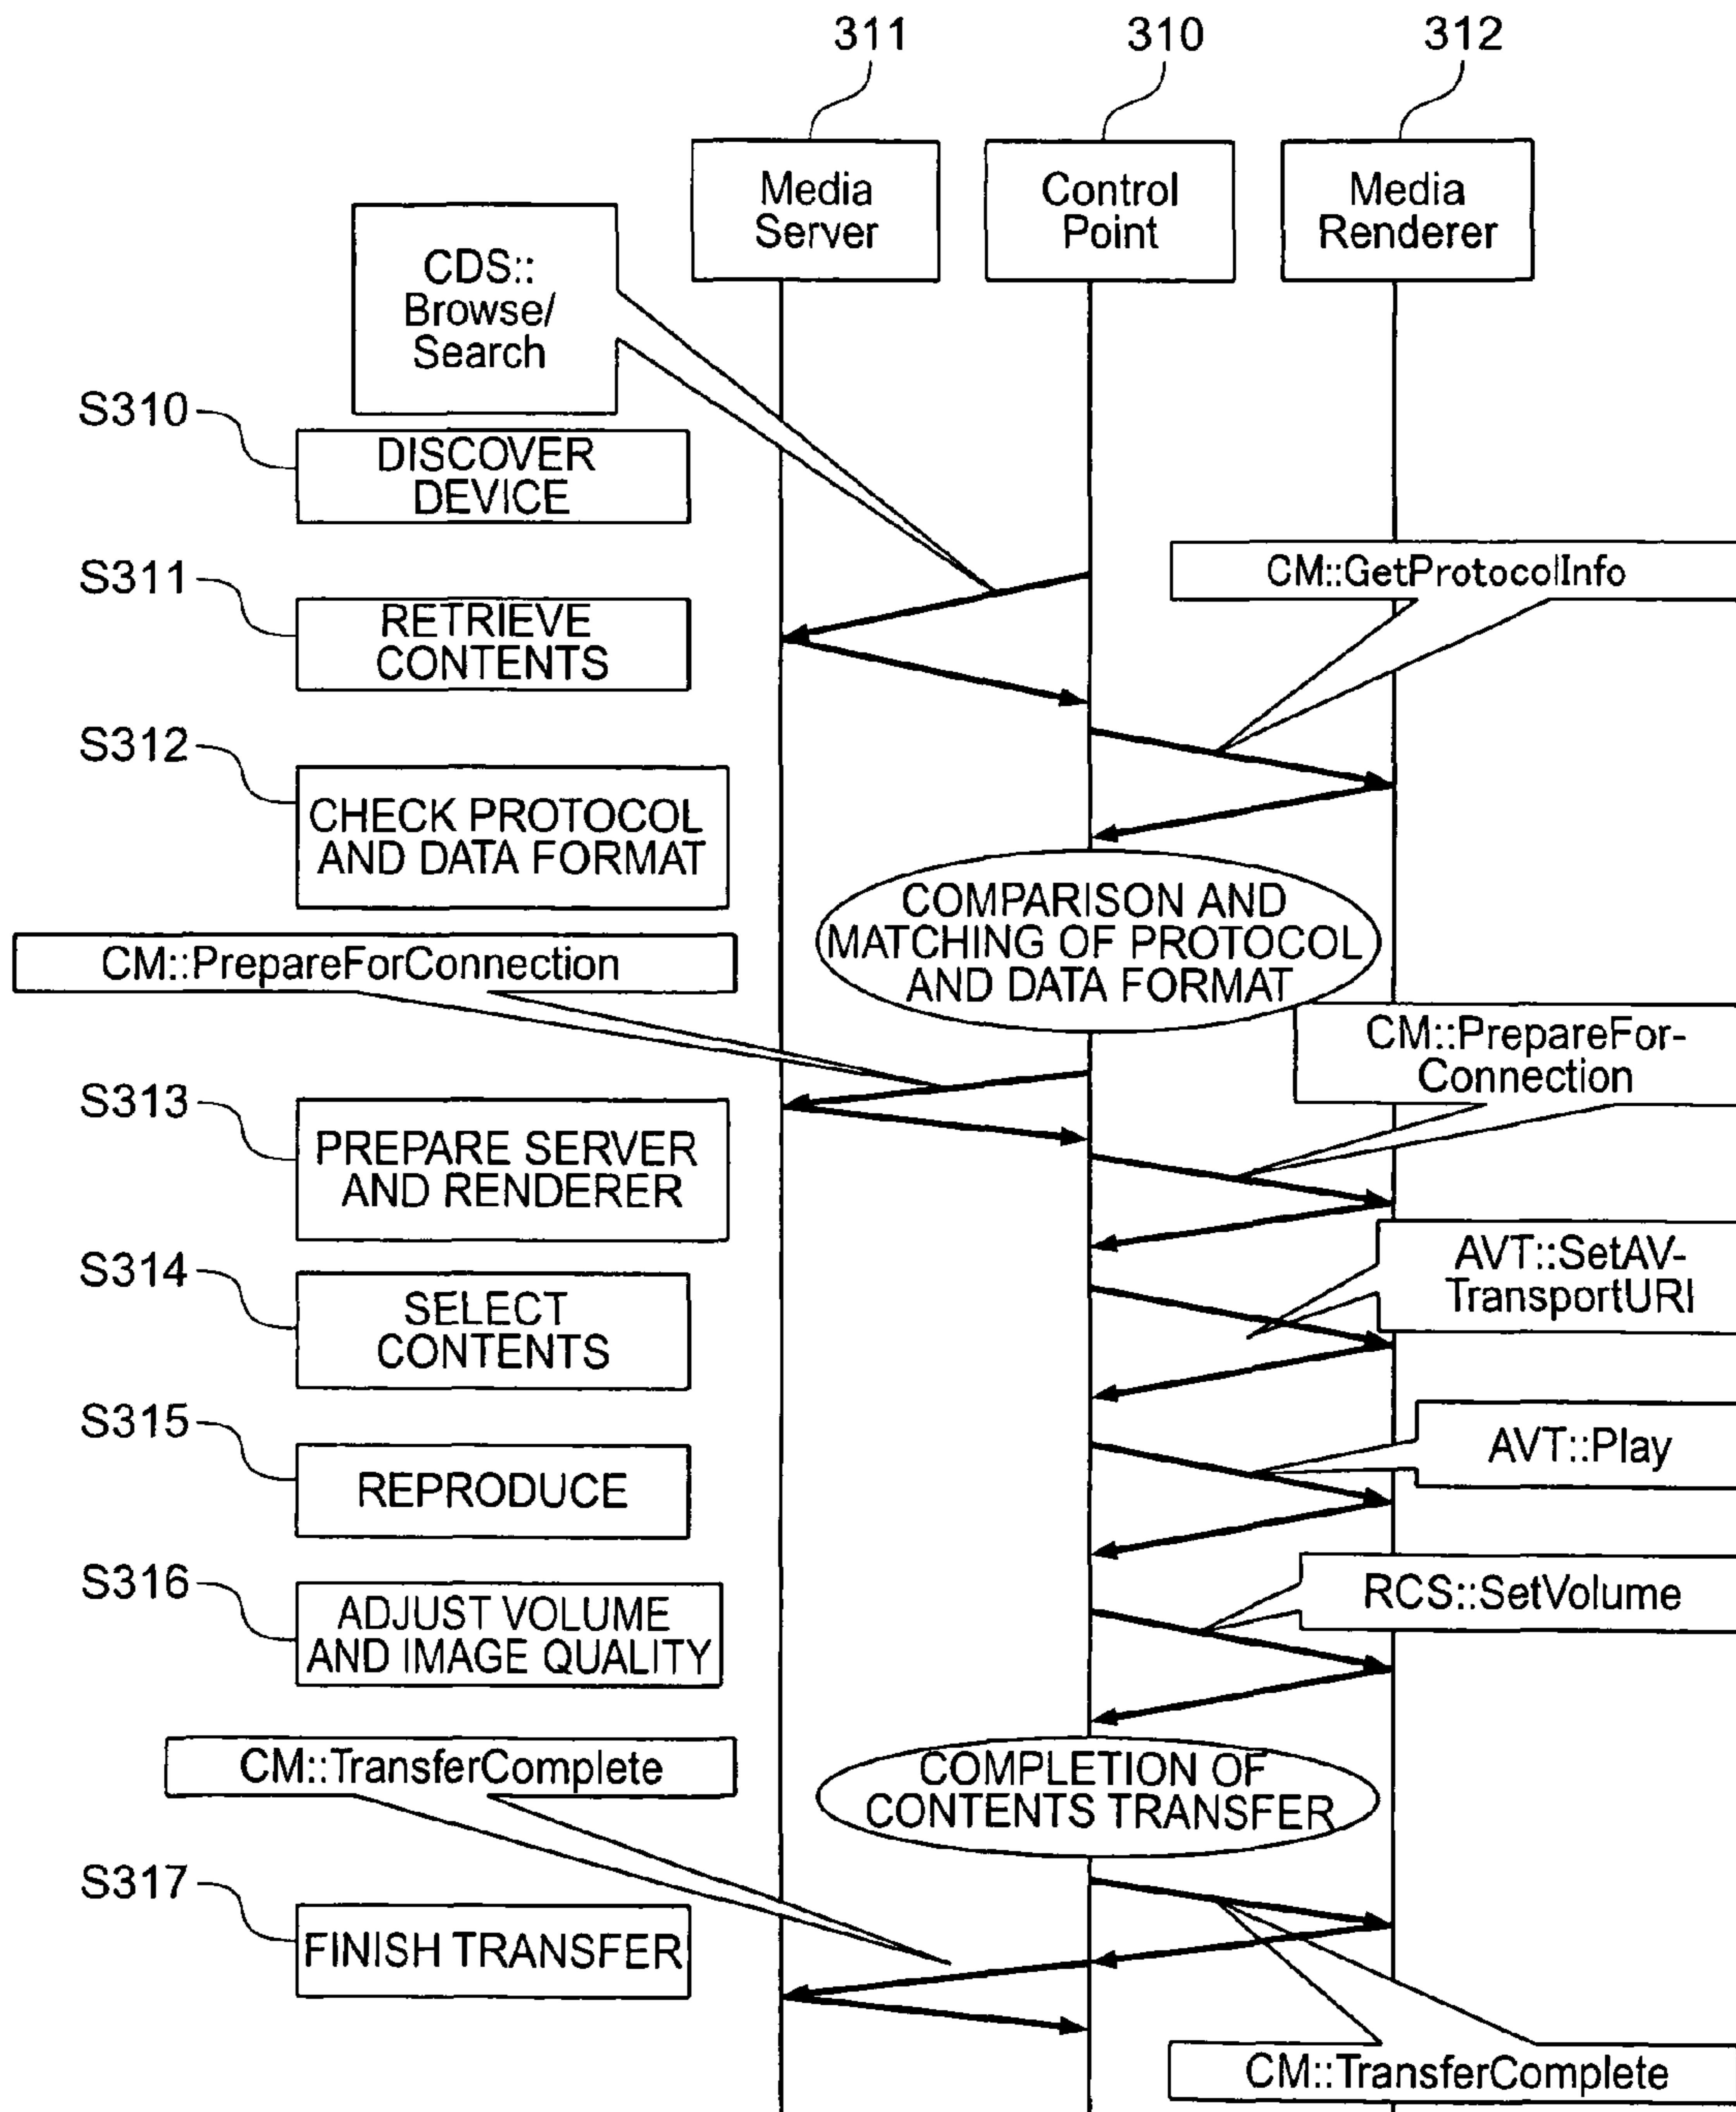 311
310
312
Media
Server
Control
Point
Media
Renderer
CDS::
Browse/
Search
S310
DISCOVER
DEVICE
S311
RETRIEVE
CONTENTS
CM::GetProtocolInfo
S312
CHECK PROTOCOL
AND DATA FORMAT
COMPARISON AND
MATCHING OF PROTOCOL
AND DATA FORMAT
CM::PrepareForConnection
CM::PrepareFor-
Connection
S313
PREPARE SERVER
AND RENDERER
S314
SELECT
CONTENTS
AVT::SetAV-
TransportURI
S315
REPRODUCE
AVT::Play
S316
ADJUST VOLUME
AND IMAGE QUALITY
RCS::SetVolume
CM::TransferComplete
COMPLETION OF
CONTENTS TRANSFER
S317
FINISH TRANSFER
CM::TransferComplete